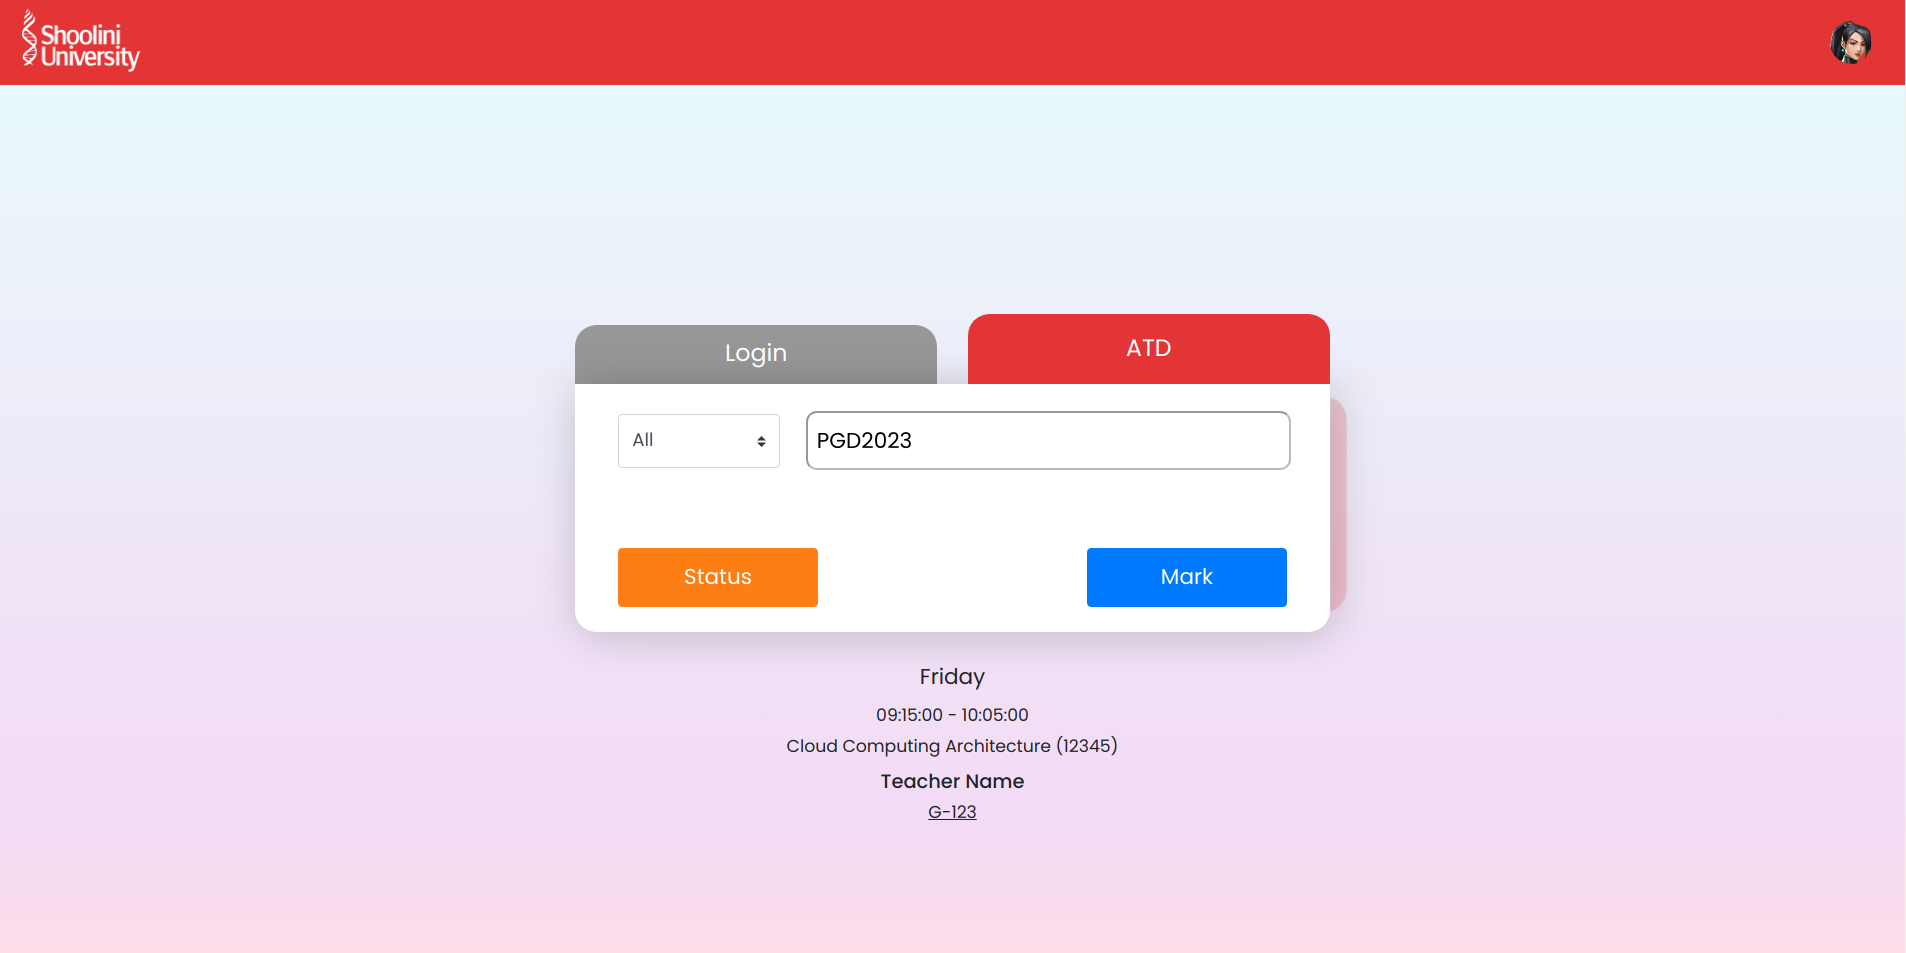 Shoolini
University
Login
ATD
All
PGD2023
Status
Mark
Friday
09:15:00 - 10:05:00
Cloud Computing Architecture (12345)
Teacher Name
G-123